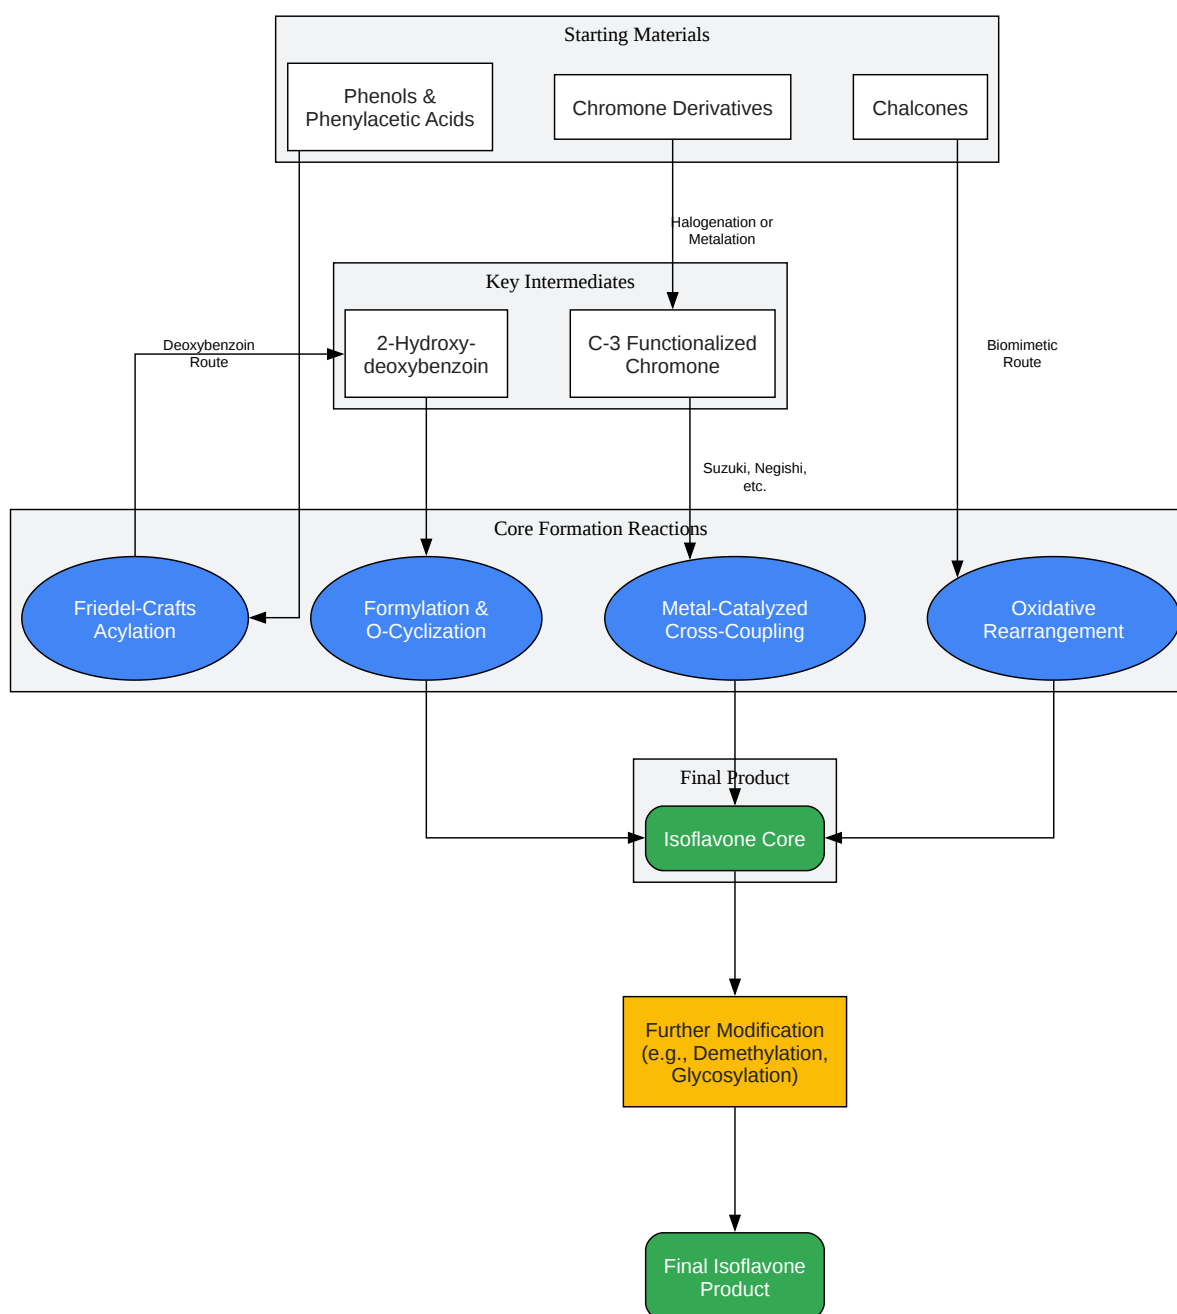 Starting Materials
Phenols &
Phenylacetic Acids
Chromone Derivatives
Chalcones
Halogenation or
Metalation
Key Intermediates
2-Hydroxy-
deoxybenzoin
C-3 Functionalized
Chromone
Deoxybenzoin
Route
Biomimetic
Route
Suzuki, Negishi,
etc.
Core Formation Reactions
Friedel-Crafts
Acylation
Formylation &
O-Cyclization
Metal-Catalyzed
Cross-Coupling
Oxidative
Rearrangement
Final Product
Isoflavone Core
Further Modification
(e.g., Demethylation,
Glycosylation)
Final Isoflavone
Product